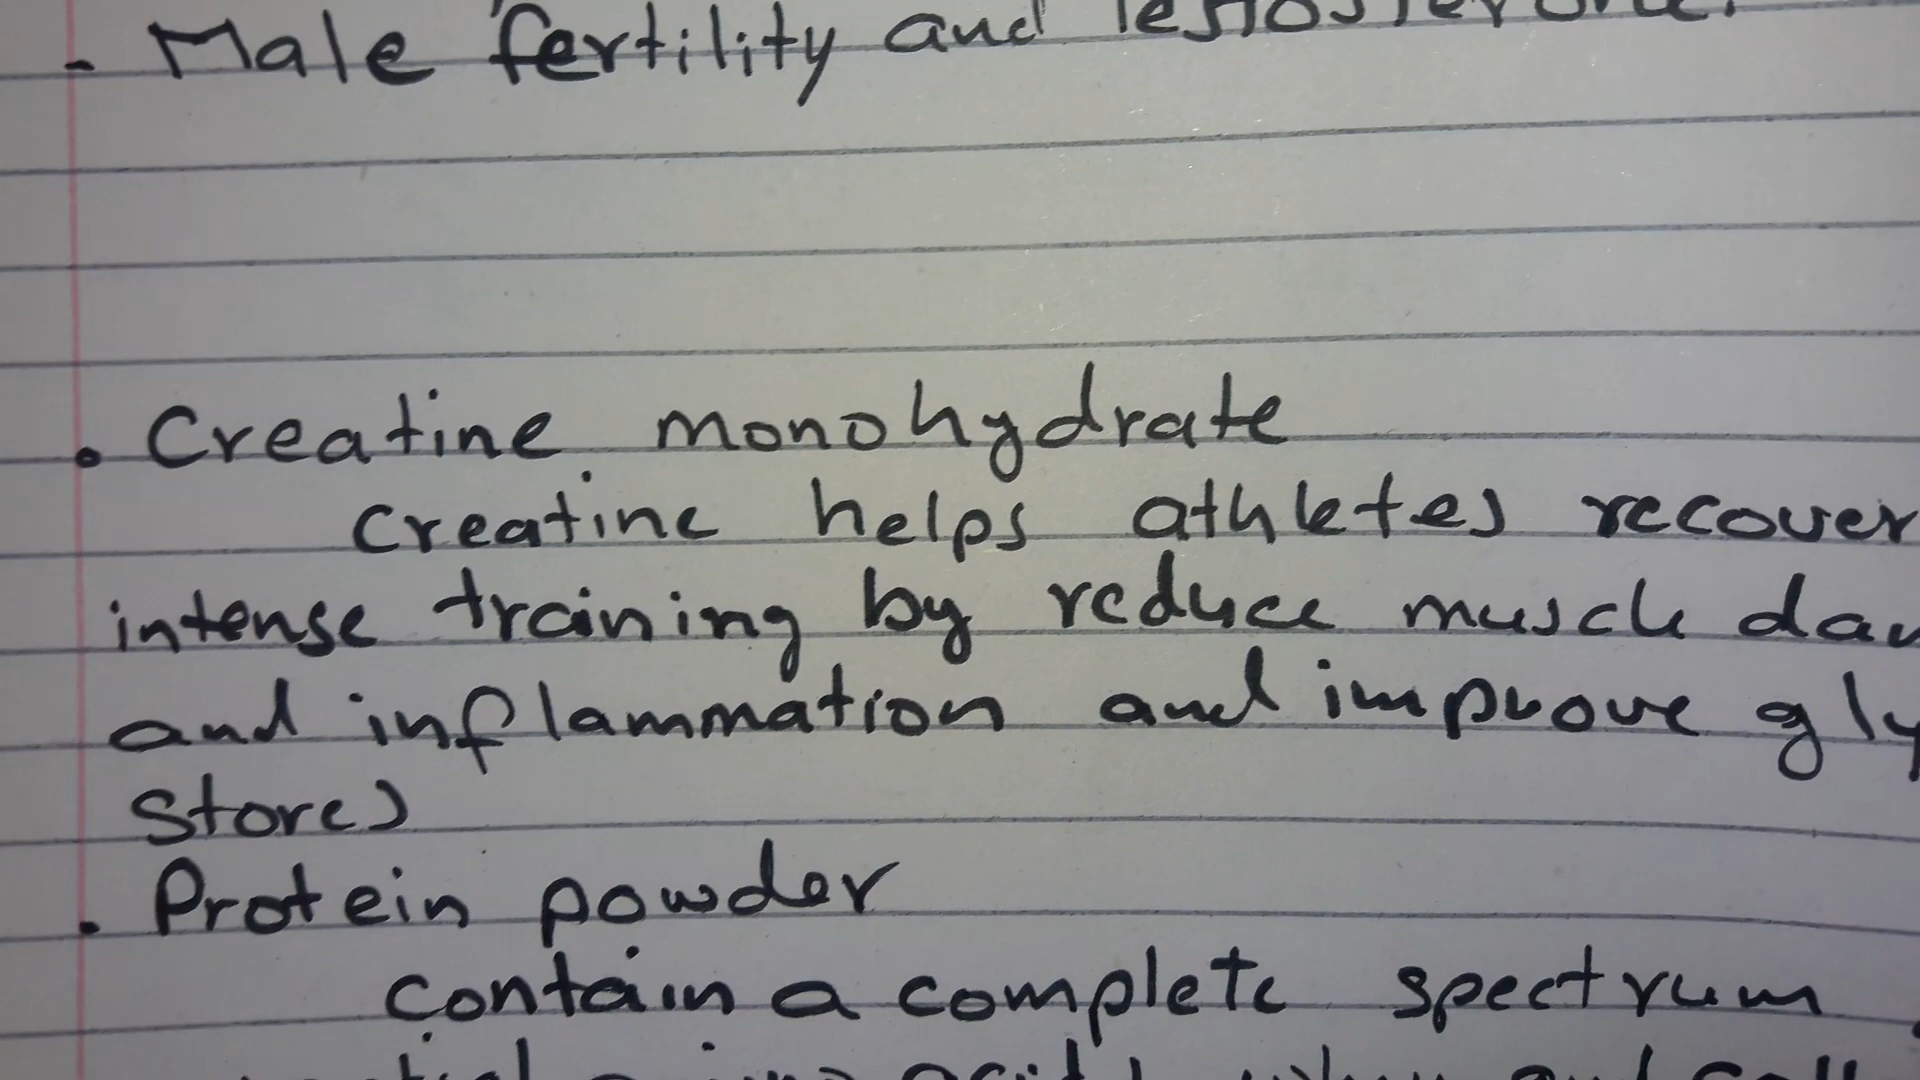 - Male fertility and
• Creatine monohydrate
creatine helps athletes recover
intense training by reduce muscle
and inflammation and improve
stores
• Protein powder
contain a complete spectrum